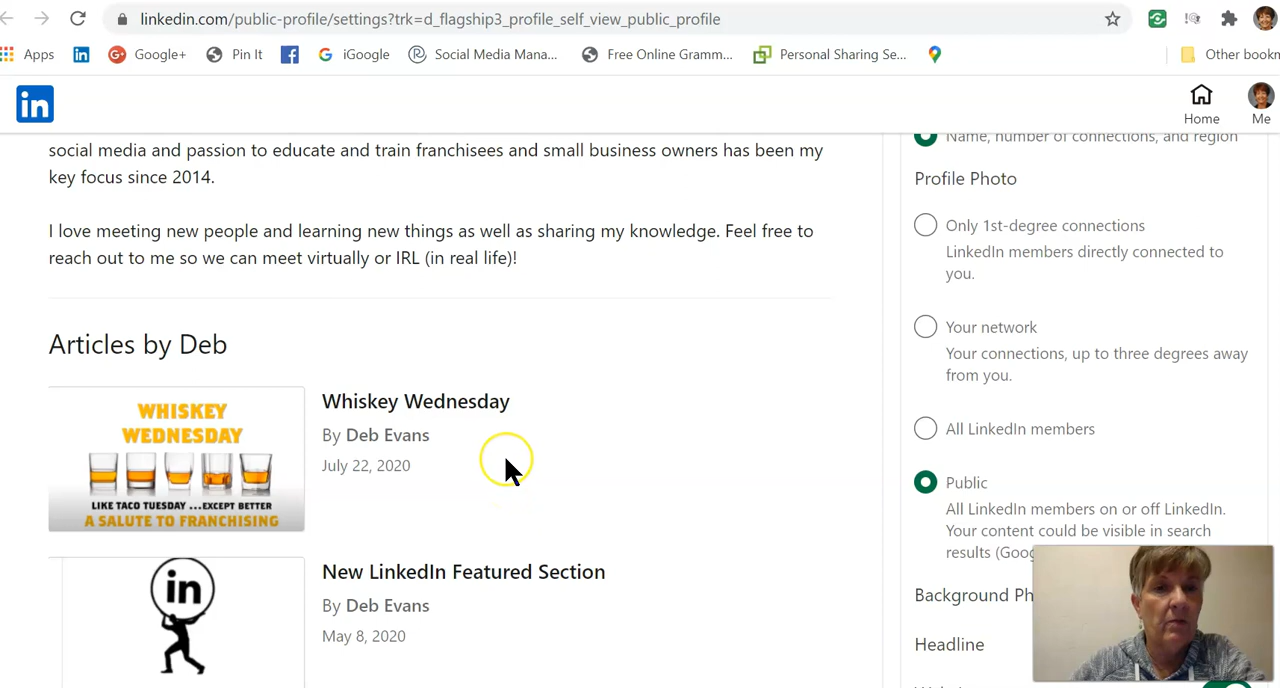 linkedin.com/public-profile/settings?trk=d_flagship3_profile_self_view_public_profile
Apps
Google+
Pin It
iGoogle
Social Media Mana...
Free Online Gramm...
Personal Sharing Se...
Other bookm
in
Home
Me
social media and passion to educate and train franchisees and small business owners has been my
key focus since 2014.
I love meeting new people and learning new things as well as sharing my knowledge. Feel free to
reach out to me so we can meet virtually or IRL (in real life)!
Articles by Deb
WHISKEY
WEDNESDAY
LIKE TACO TUESDAY ...EXCEPT BETTER
A SALUTE TO FRANCHISING
Whiskey Wednesday
By Deb Evans
July 22, 2020
in
New LinkedIn Featured Section
By Deb Evans
May 8, 2020
Name, number of connections, and region
Profile Photo
Only 1st-degree connections
LinkedIn members directly connected to
you.
Your network
Your connections, up to three degrees away
from you.
All LinkedIn members
Public
All LinkedIn members on or off LinkedIn.
Your content could be visible in search
results (Goog
Background Ph
Headline